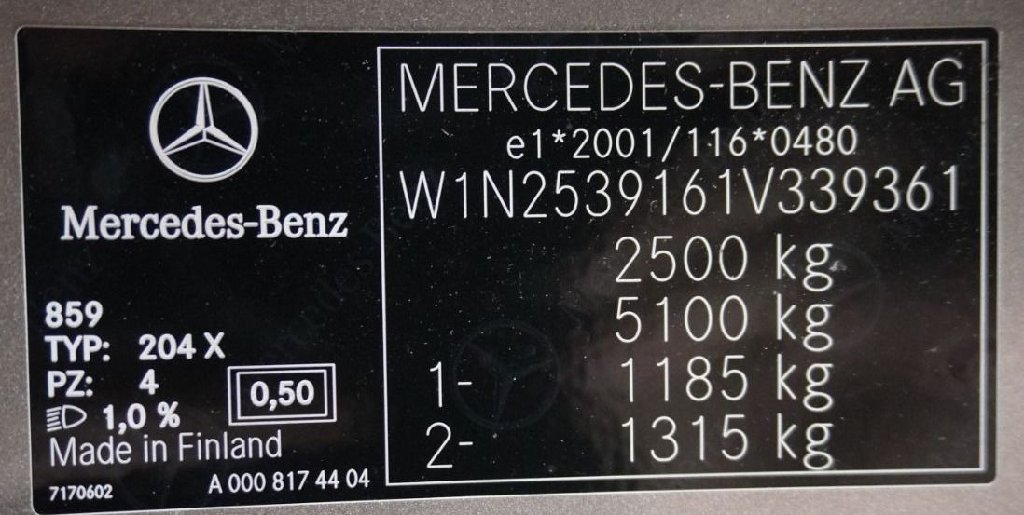 Mercedes-Benz
859
TYP: 204 X
PZ: 4
1,0 %
0,50
Made in Finland
7170602
A 000 817 44 04
MERCEDES-BENZ AG
e1*2001/116*0480
W1N2539161V339361
2500 kg
5100 kg
1- 1185 kg
2- 1315 kg